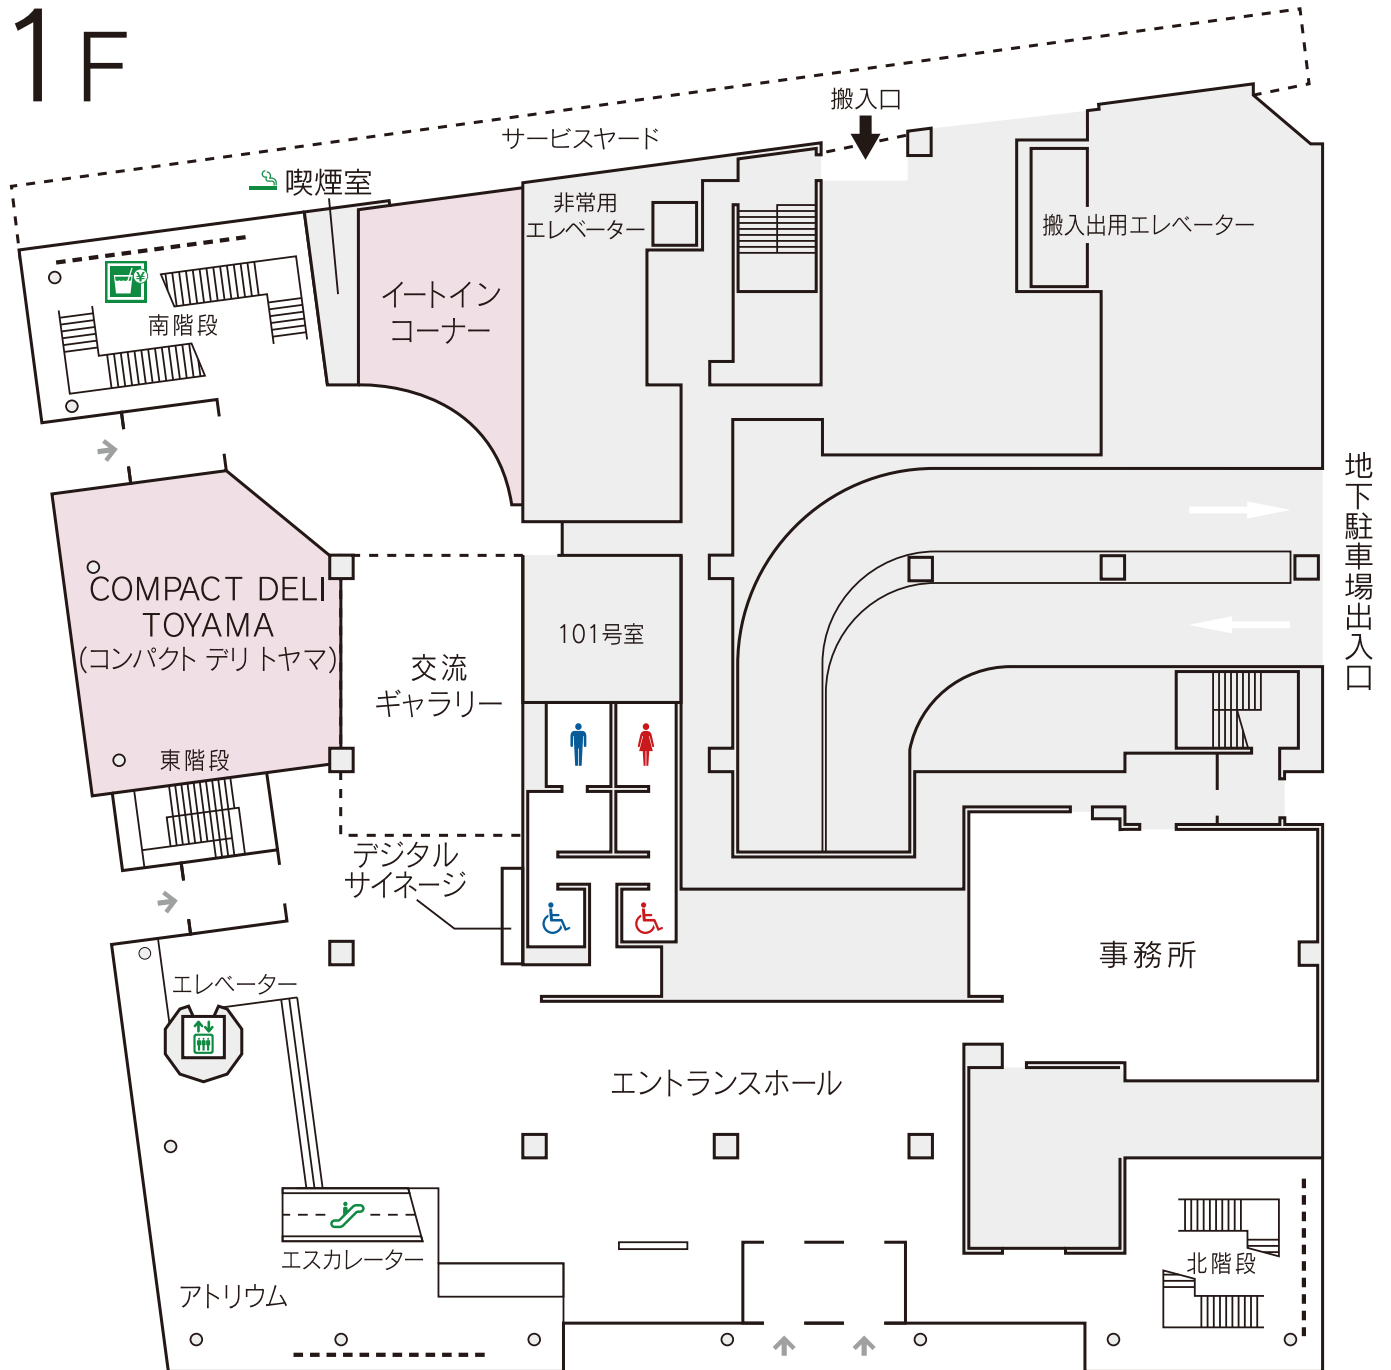 1F
搬入口
サービスヤード
喫煙室
非常用
エレベーター
搬入出用エレベーター
イートイン
コーナー
¥
南階段
地下駐車場出入口
COMPACT DELI
TOYAMA
(コンパクト デリ トヤマ)
101号室
交流
ギャラリー
東階段
デジタル
サイネージ
事務所
エレベーター
エントランスホール
エスカレーター
北階段
アトリウム